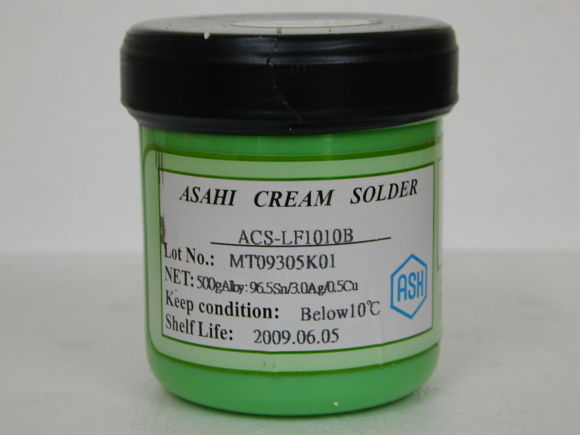 ASAHI CREAM SOLDER
ACS-LF1010B
Lot No.: MT09305K01
NET: 500gAlloy: 96.5Sn/3.0Ag/0.5Cu
Keep condition: Below10℃
Shelf Life: 2009.06.05
ASH